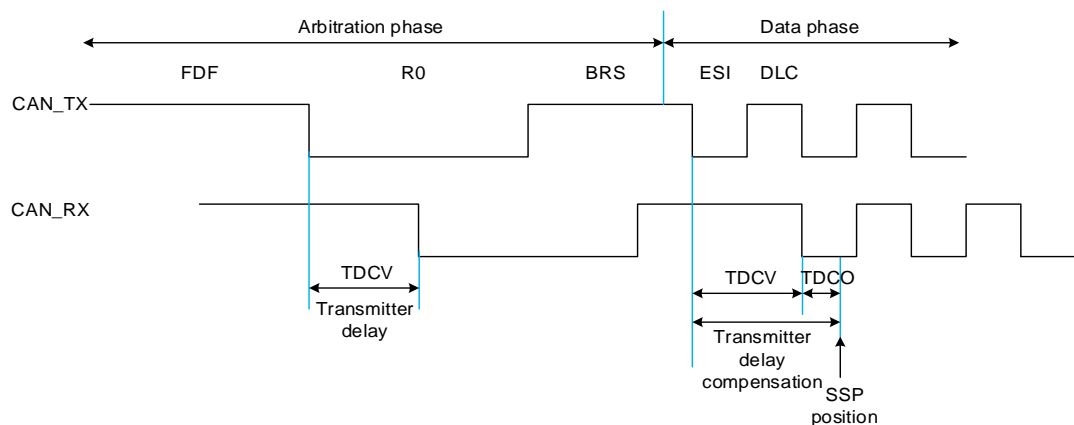 Arbitration phase
Data phase
FDF
R0
BRS
ESI
DLC
CAN_TX
CAN_RX
TDCV
Transmitter
delay
TDCV
TDCO
Transmitter
delay
compensation
SSP
position